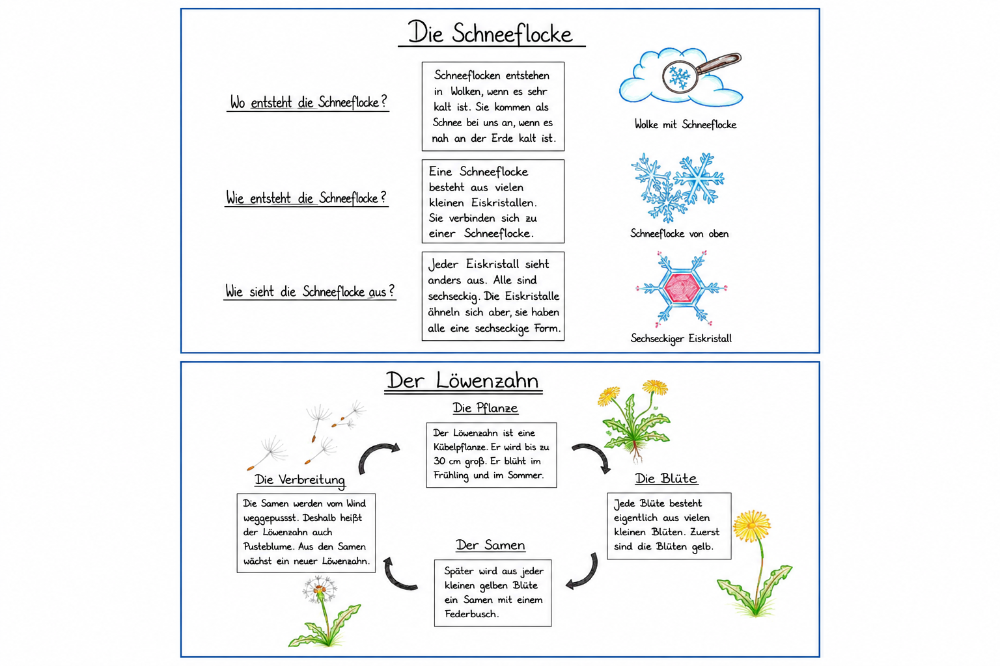 Die Schneeflocke
Wo entsteht die Schneeflocke?
Schneeflocken entstehen
in Wolken, wenn es sehr
kalt ist. Sie kommen als
Schnee bei uns an, wenn es
nah an der Erde kalt ist.
Wolke mit Schneeflocke
Wie entsteht die Schneeflocke?
Eine Schneeflocke
besteht aus vielen
kleinen Eiskristallen.
Sie verbinden sich zu
einer Schneeflocke.
Schneeflocke von oben
Wie sieht die Schneeflocke aus?
Jeder Eiskristall sieht
anders aus. Alle sind
sechseckig. Die Eiskristalle
ähneln sich aber, sie haben
alle eine sechseckige Form.
Sechseckiger Eiskristall
Der Löwenzahn
Die Pflanze
Der Löwenzahn ist eine
Kübelpflanze. Er wird bis zu
30 cm groß. Er blüht im
Frühling und im Sommer.
Die Blüte
Jede Blüte besteht
eigentlich aus vielen
kleinen Blüten. Zuerst
sind die Blüten gelb.
Der Samen
Später wird aus jeder
kleinen gelben Blüte
ein Samen mit einem
Federbusch.
Die Verbreitung
Die Samen werden vom Wind
weggepussst. Deshalb heißt
der Löwenzahn auch
Pusteblume. Aus den Samen
wächst ein neuer Löwenzahn.